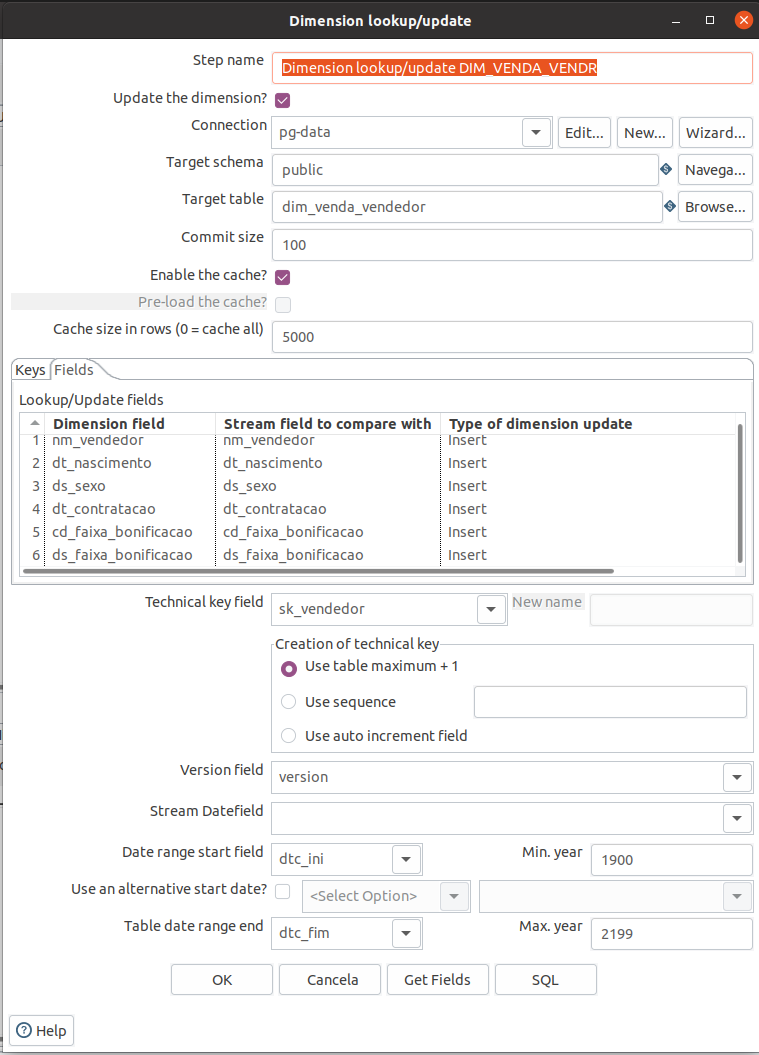 Dimension lookup/update
Step name Dimension lookup/update DIM_VENDA_VENDR
Update the dimension?
Connection pg-data Edit... New... Wizard...
Target schema public Navega...
Target table dim_venda_vendedor Browse...
Commit size 100
Enable the cache?
Pre-load the cache?
Cache size in rows (0 = cache all) 5000
Keys Fields
Lookup/Update fields
Dimension field Stream field to compare with Type of dimension update
1 nm_vendedor nm_vendedor Insert
2 dt_nascimento dt_nascimento Insert
3 ds_sexo ds_sexo Insert
4 dt_contratacao dt_contratacao Insert
5 cd_faixa_bonificacao cd_faixa_bonificacao Insert
6 ds_faixa_bonificacao ds_faixa_bonificacao Insert
Technical key field sk_vendedor New name
Creation of technical key
Use table maximum + 1
Use sequence
Use auto increment field
Version field version
Stream Datefield
Date range start field dtc_ini Min. year 1900
Use an alternative start date? <Select Option>
Table date range end dtc_fim Max. year 2199
OK Cancela Get Fields SQL
Help